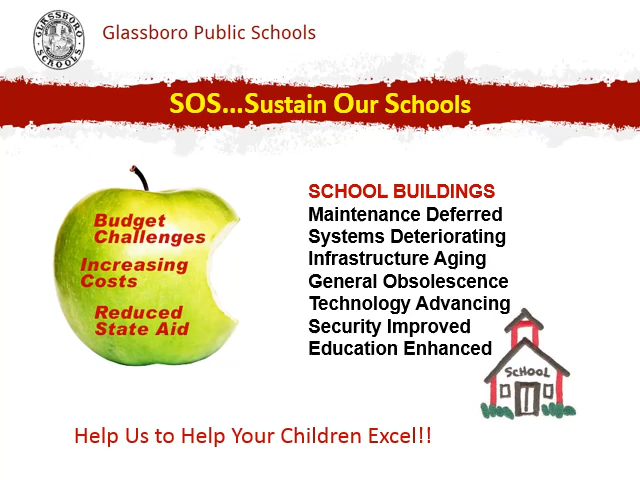 GLASSBORO
SCHOOLS
Glassboro Public Schools
SOS...Sustain Our Schools
Budget
Challenges
Increasing
Costs
Reduced
State Aid
SCHOOL BUILDINGS
Maintenance Deferred
Systems Deteriorating
Infrastructure Aging
General Obsolescence
Technology Advancing
Security Improved
Education Enhanced
SCHOOL
Help Us to Help Your Children Excel!!